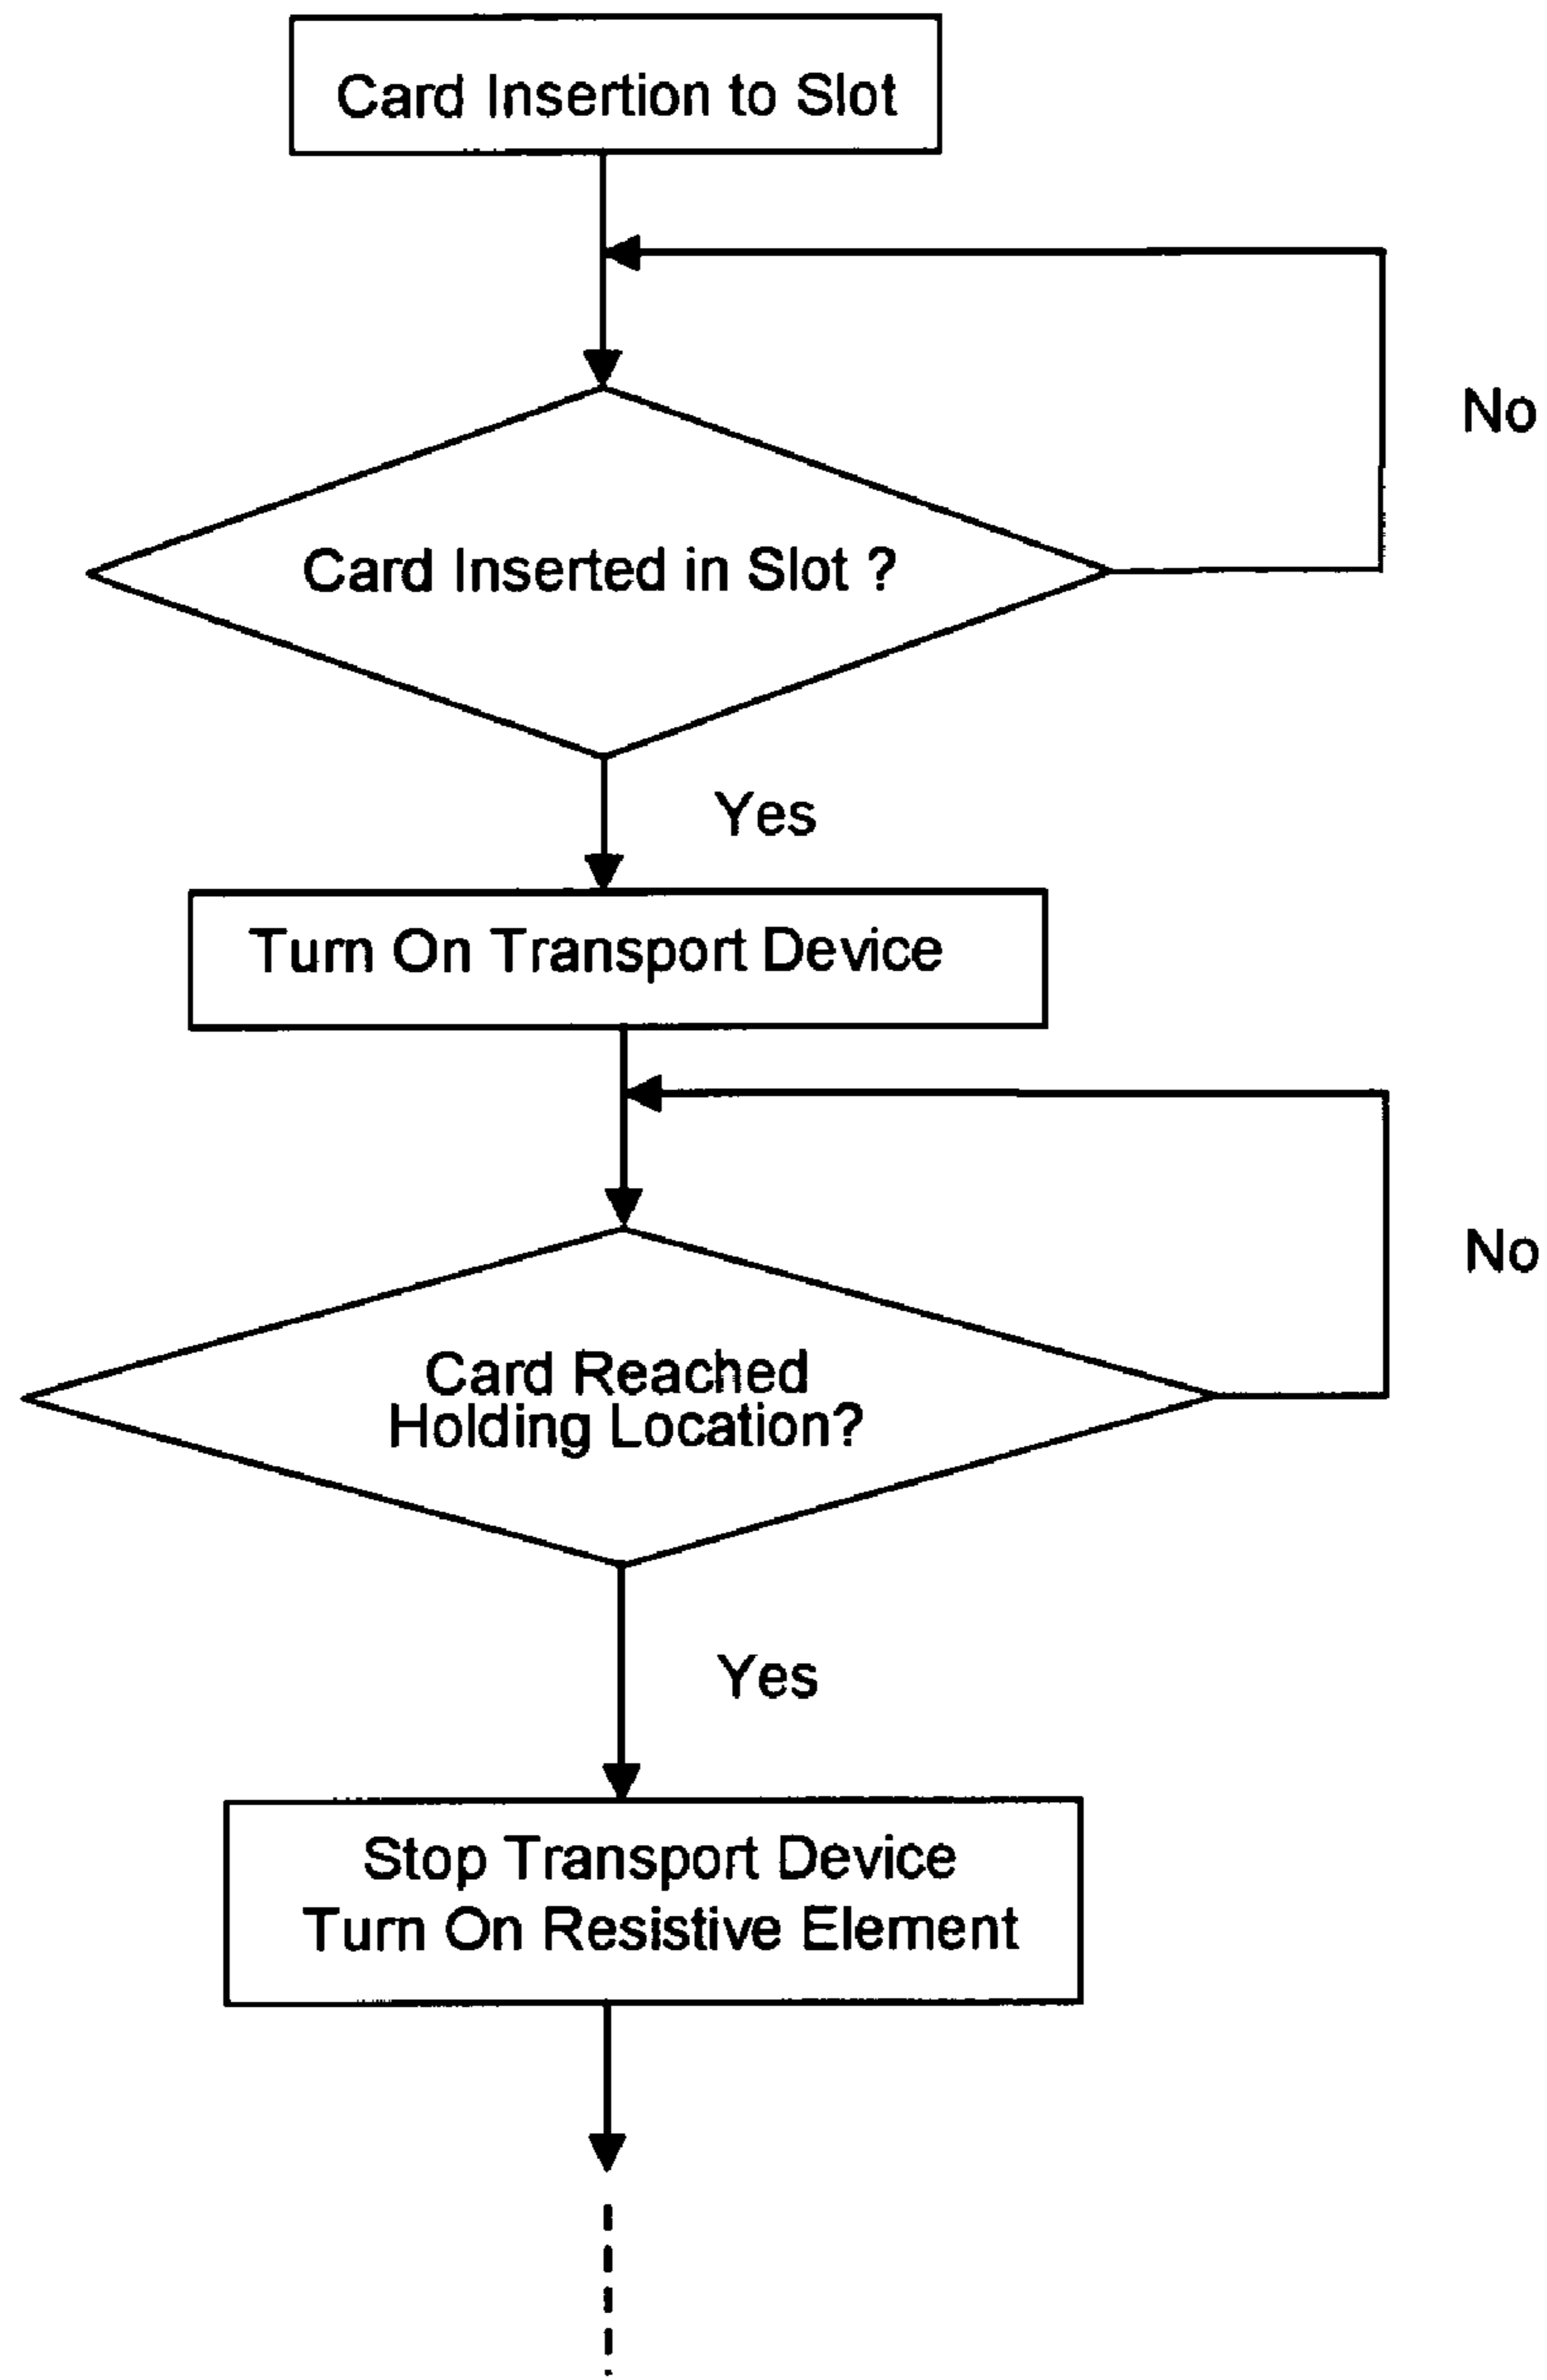 Card Insertion to Slot
No
Card Inserted in Slot ?
Yes
Turn On Transport Device
No
Card Reached
Holding Location?
Yes
Stop Transport Device
Turn On Resistive Element